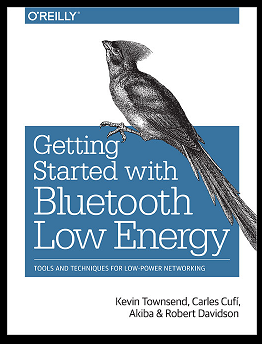 O'REILLY™
Getting
Started with
Bluetooth
Low Energy
TOOLS AND TECHNIQUES FOR LOW-POWER NETWORKING
Kevin Townsend, Carles Cufí,
Akiba & Robert Davidson